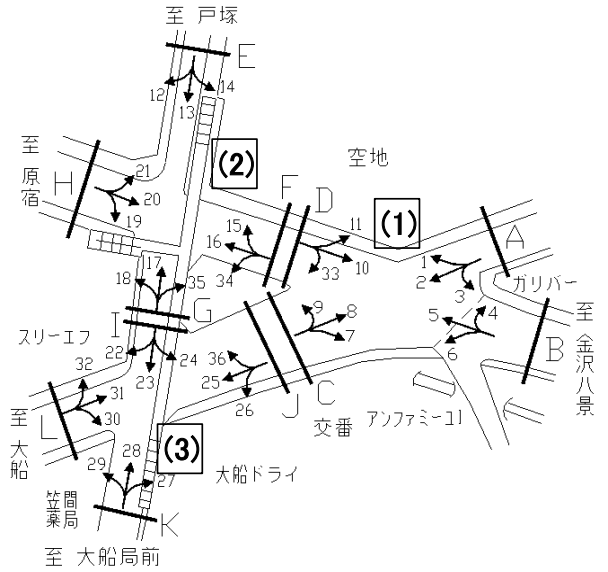 至 戸塚
E
12
13
14
(2)
空地
至
原
宿
H
21
20
19
F
D
11
(1)
A
15
16
34
10
33
1
2
3
ガリバー
17
18
35
G
I
9
8
7
5
4
6
B
至
金
沢
八
景
スリーエフ
22
23
24
36
25
26
J
C
交番
アンファミーユ1
32
31
30
L
至
大
船
29
28
27
(3)
大船ドライ
笠間
薬局
K
至 大船局前